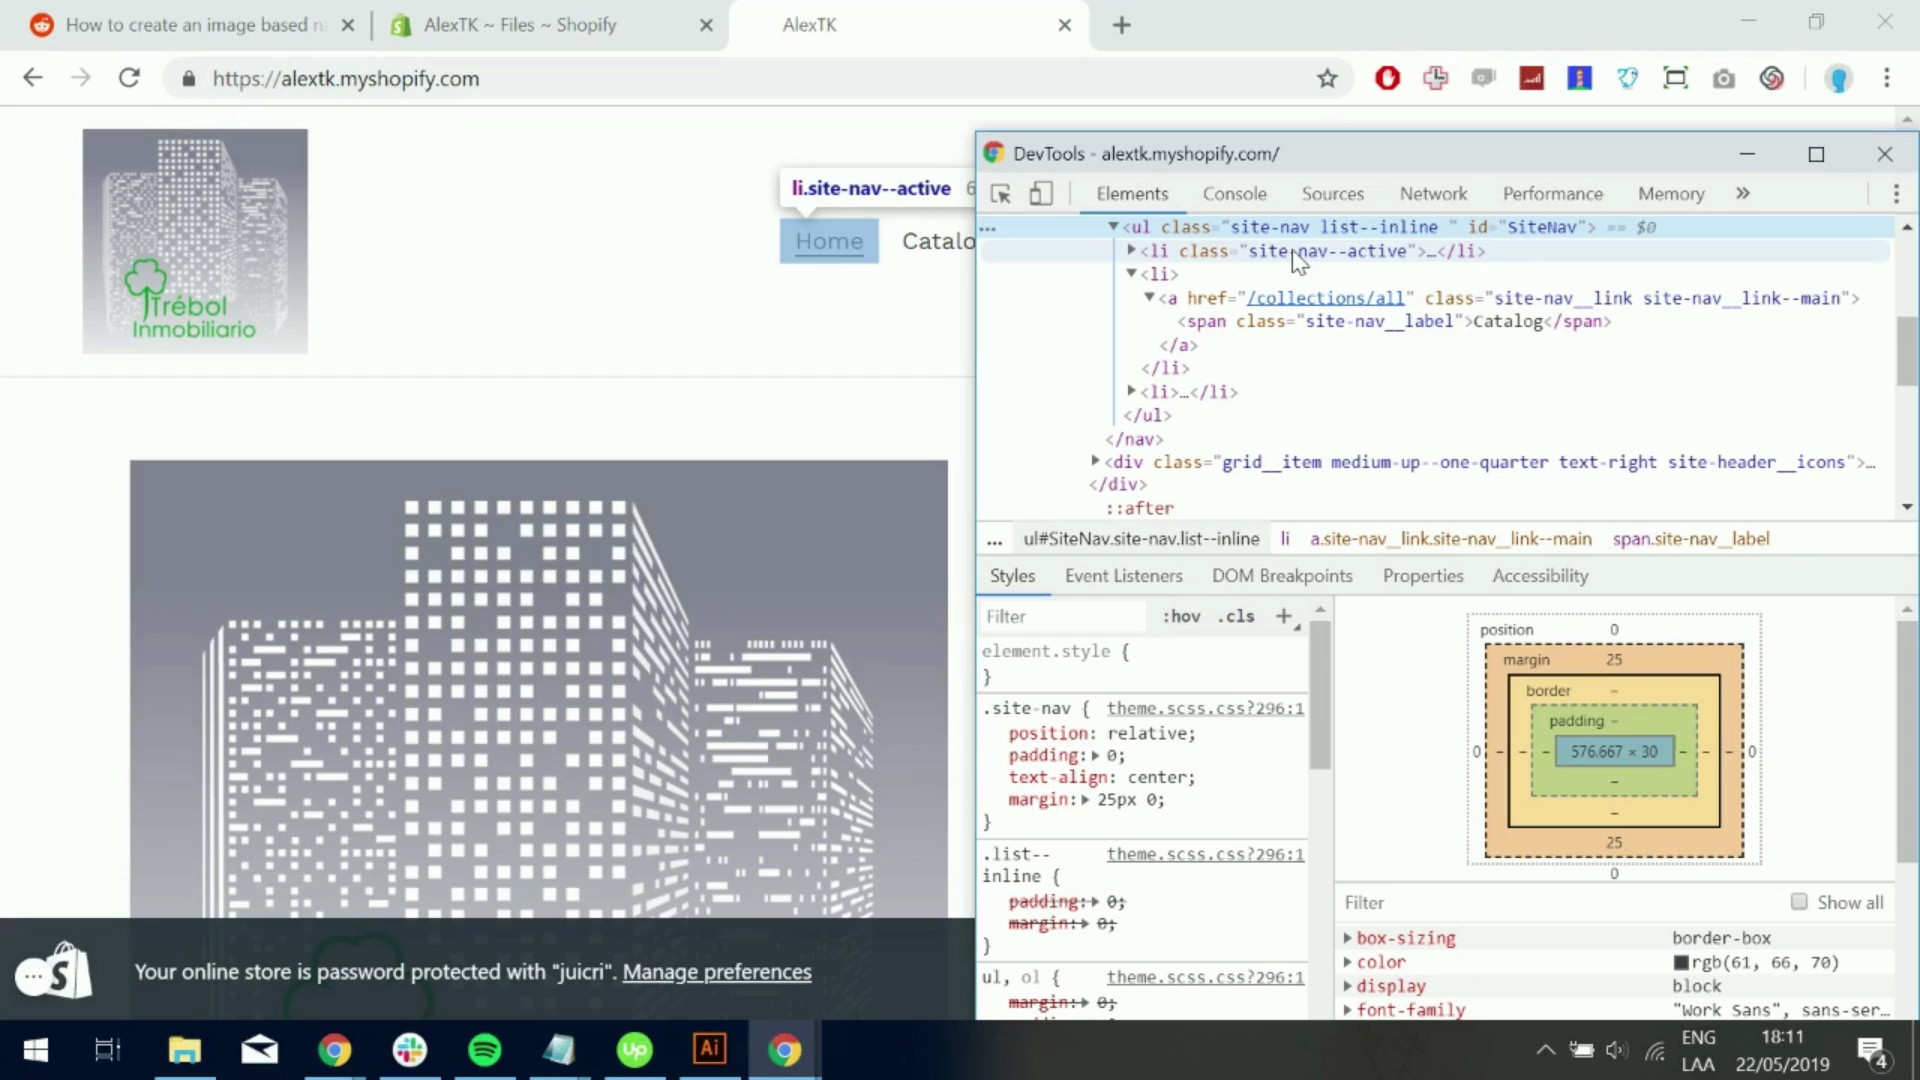 How to create an image based n
AlexTK ~ Files ~ Shopify
AlexTK
https://alextk.myshopify.com
Trébol
Inmobiliario
li.site-nav--active 6
Home
Catalo
DevTools - alextk.myshopify.com/
Elements Console Sources Network Performance Memory
<ul class="site-nav list--inline " id="SiteNav"> == $0
<li class="site-nav--active">…</li>
<li>
<a href="/collections/all" class="site-nav__link site-nav__link--main">
<span class="site-nav__label">Catalog</span>
</a>
</li>
<li>…</li>
</ul>
</nav>
<div class="grid__item medium-up--one-quarter text-right site-header__icons">…
</div>
::after
... ul#SiteNav.site-nav.list--inline li a.site-nav__link.site-nav__link--main span.site-nav__label
Styles Event Listeners DOM Breakpoints Properties Accessibility
Filter :hov .cls
element.style {
}
.site-nav { theme.scss.css?296:1
position: relative;
padding: 0;
text-align: center;
margin: 25px 0;
}
.list-- theme.scss.css?296:1
inline {
padding: 0;
margin: 0;
}
ul, ol { theme.scss.css?296:1
margin: 0;
position 0
margin 25
border -
padding -
0 - - - 576.667 × 30 - - - 0
-
-
25
0
Filter Show all
box-sizing border-box
color rgb(61, 66, 70)
display block
font-family "Work Sans", sans-ser…
Your online store is password protected with "juicri". Manage preferences
Up
Ai
ENG
LAA
18:11
22/05/2019
4